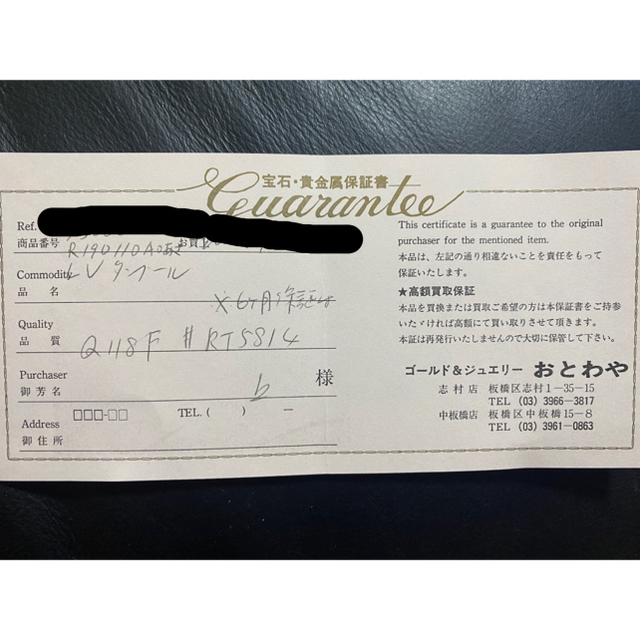 宝石・貴金属保証書
Guarantee
Ref.
商品番号 R190110A0 お買上
Commodity LVタンブール
品名
※6ヶ月保証付
Quality
品質 Q118F #RT5814
Purchaser
御芳名 b 様
□□□-□□ TEL.( ) −
Address
御住所
This certificate is a guarantee to the original
purchaser for the mentioned item.
本品は、左記の通り相違ないことを責任をもって
保証いたします。
★高額買取保証
本品を買換または買取ご希望の方は本保証書をご持参
いたゞければ高額にて買い取りさせて頂きます。
本証は再発行いたしませんので大切に保管して下さい。
ゴールド&ジュエリー おとわや
志村店 板橋区志村1−35−15
TEL (03) 3966−3817
中板橋店 板橋区中板橋15−8
TEL (03) 3961−0863